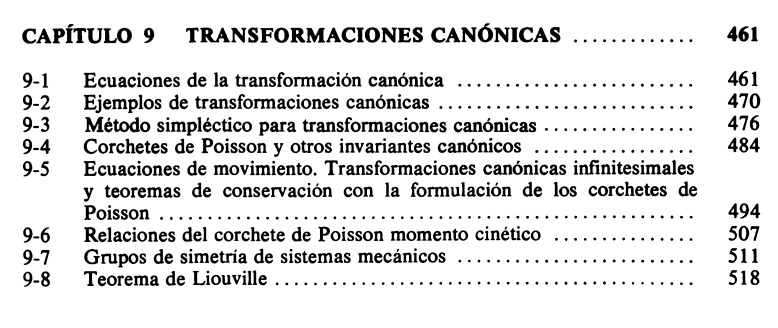 CAPÍTULO 9 TRANSFORMACIONES CANÓNICAS ............. 461
9-1 Ecuaciones de la transformación canónica ......................... 461
9-2 Ejemplos de transformaciones canónicas ........................... 470
9-3 Método simpléctico para transformaciones canónicas ................ 476
9-4 Corchetes de Poisson y otros invariantes canónicos ................. 484
9-5 Ecuaciones de movimiento. Transformaciones canónicas infinitesimales
y teoremas de conservación con la formulación de los corchetes de
Poisson ......................................................... 494
9-6 Relaciones del corchete de Poisson momento cinético ............... 507
9-7 Grupos de simetría de sistemas mecánicos ......................... 511
9-8 Teorema de Liouville ............................................. 518